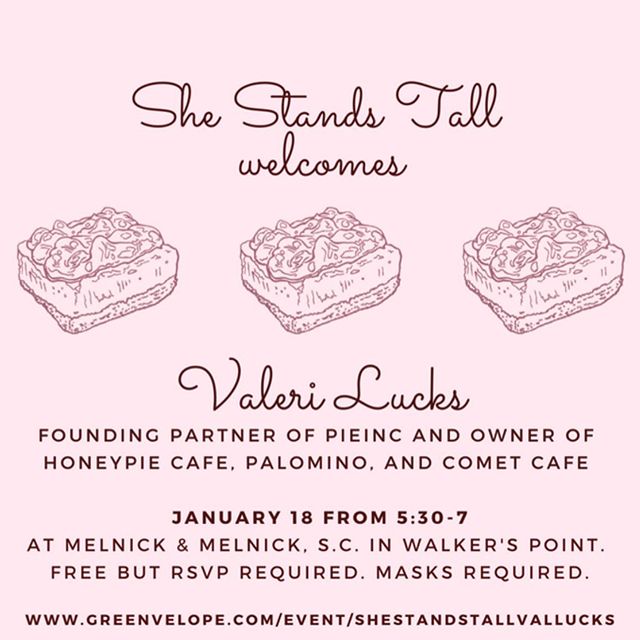 She Stands Tall
welcomes
Valeri Lucks
FOUNDING PARTNER OF PIEINC AND OWNER OF
HONEYPIE CAFE, PALOMINO, AND COMET CAFE
JANUARY 18 FROM 5:30-7
AT MELNICK & MELNICK, S.C. IN WALKER'S POINT.
FREE BUT RSVP REQUIRED. MASKS REQUIRED.
WWW.GREENVELOPE.COM/EVENT/SHESTANDSTALLVALLUCKS